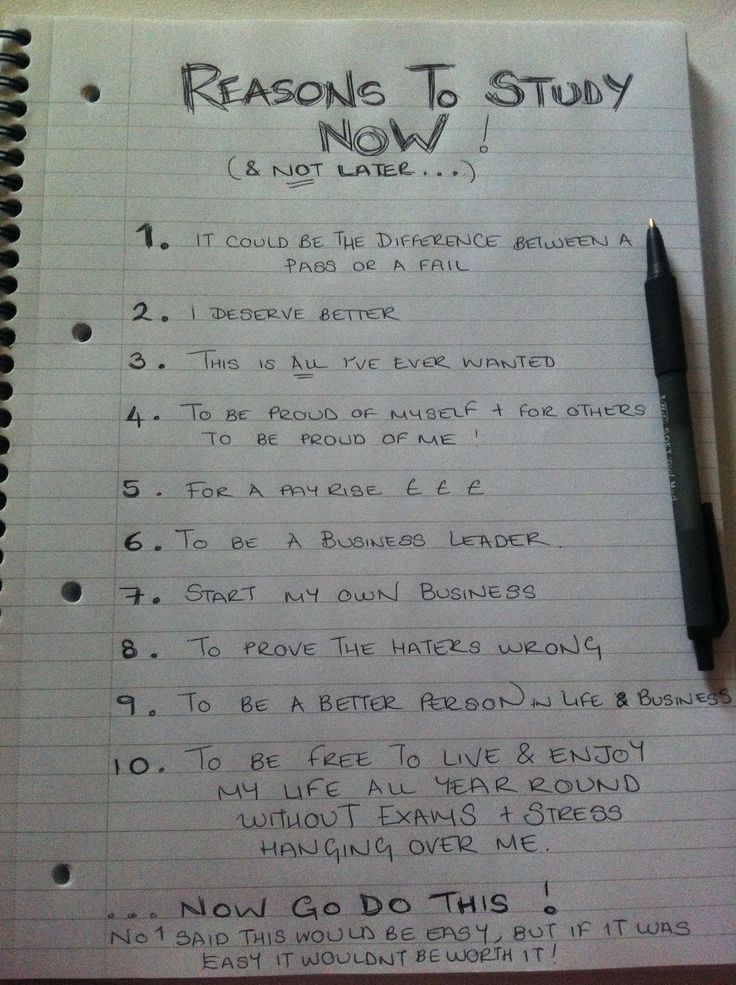 REASONS TO STUDY
NOW !
(& NOT LATER....)
1. IT COULD BE THE DIFFERENCE BETWEEN A
PASS OR A FAIL
2. I DESERVE BETTER
3. THIS IS ALL I'VE EVER WANTED
4. TO BE PROUD OF MYSELF + FOR OTHERS
TO BE PROUD OF ME !
5. FOR A PAY RISE £ £ £
6. TO BE A BUSINESS LEADER.
7. START MY OWN BUSINESS
8. TO PROVE THE HATERS WRONG
9. TO BE A BETTER PERSON IN LIFE & BUSINESS
10. TO BE FREE TO LIVE & ENJOY
MY LIFE ALL YEAR ROUND
WITHOUT EXAMS + STRESS
HANGING OVER ME.
... NOW GO DO THIS !
NO1 SAID THIS WOULD BE EASY, BUT IF IT WAS
EASY IT WOULDNT BE WORTH IT!